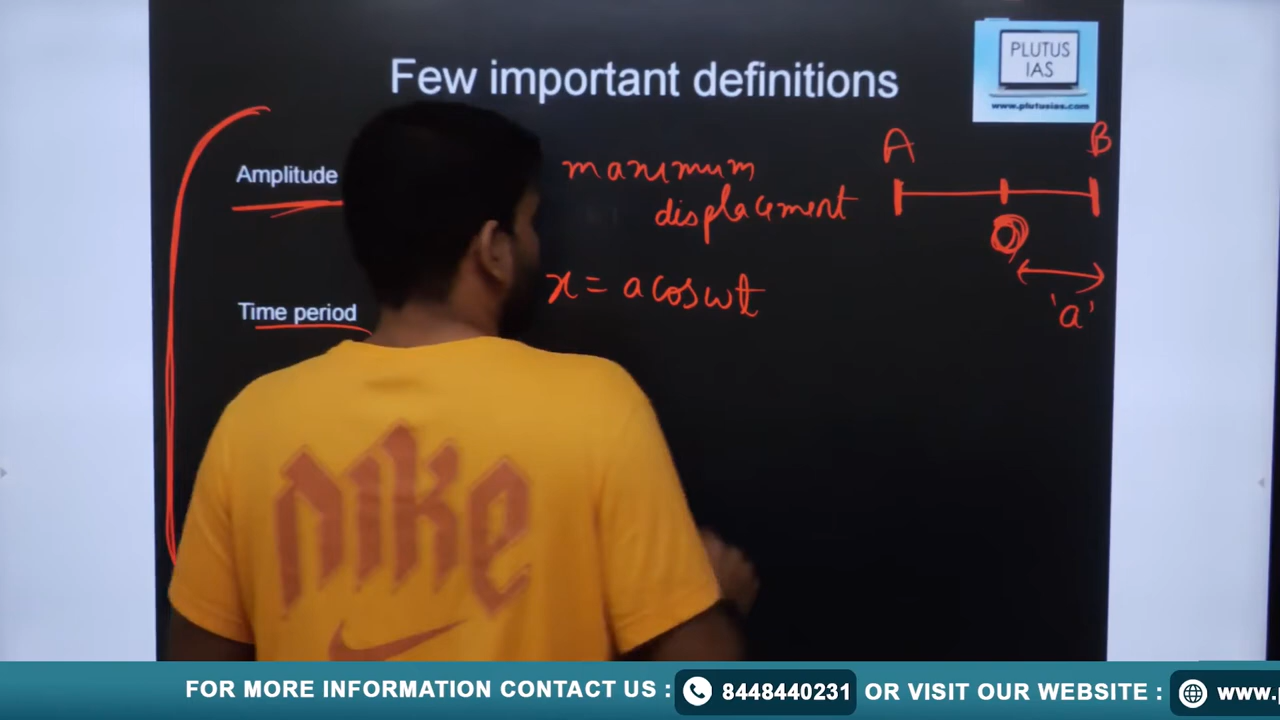 Few important definitions
PLUTUS
IAS
www.plutusias.com
A
B
Amplitude
maximum
displacement
O
'a'
x = a cos wt
Time period
nike
FOR MORE INFORMATION CONTACT US : 8448440231 OR VISIT OUR WEBSITE : www.p